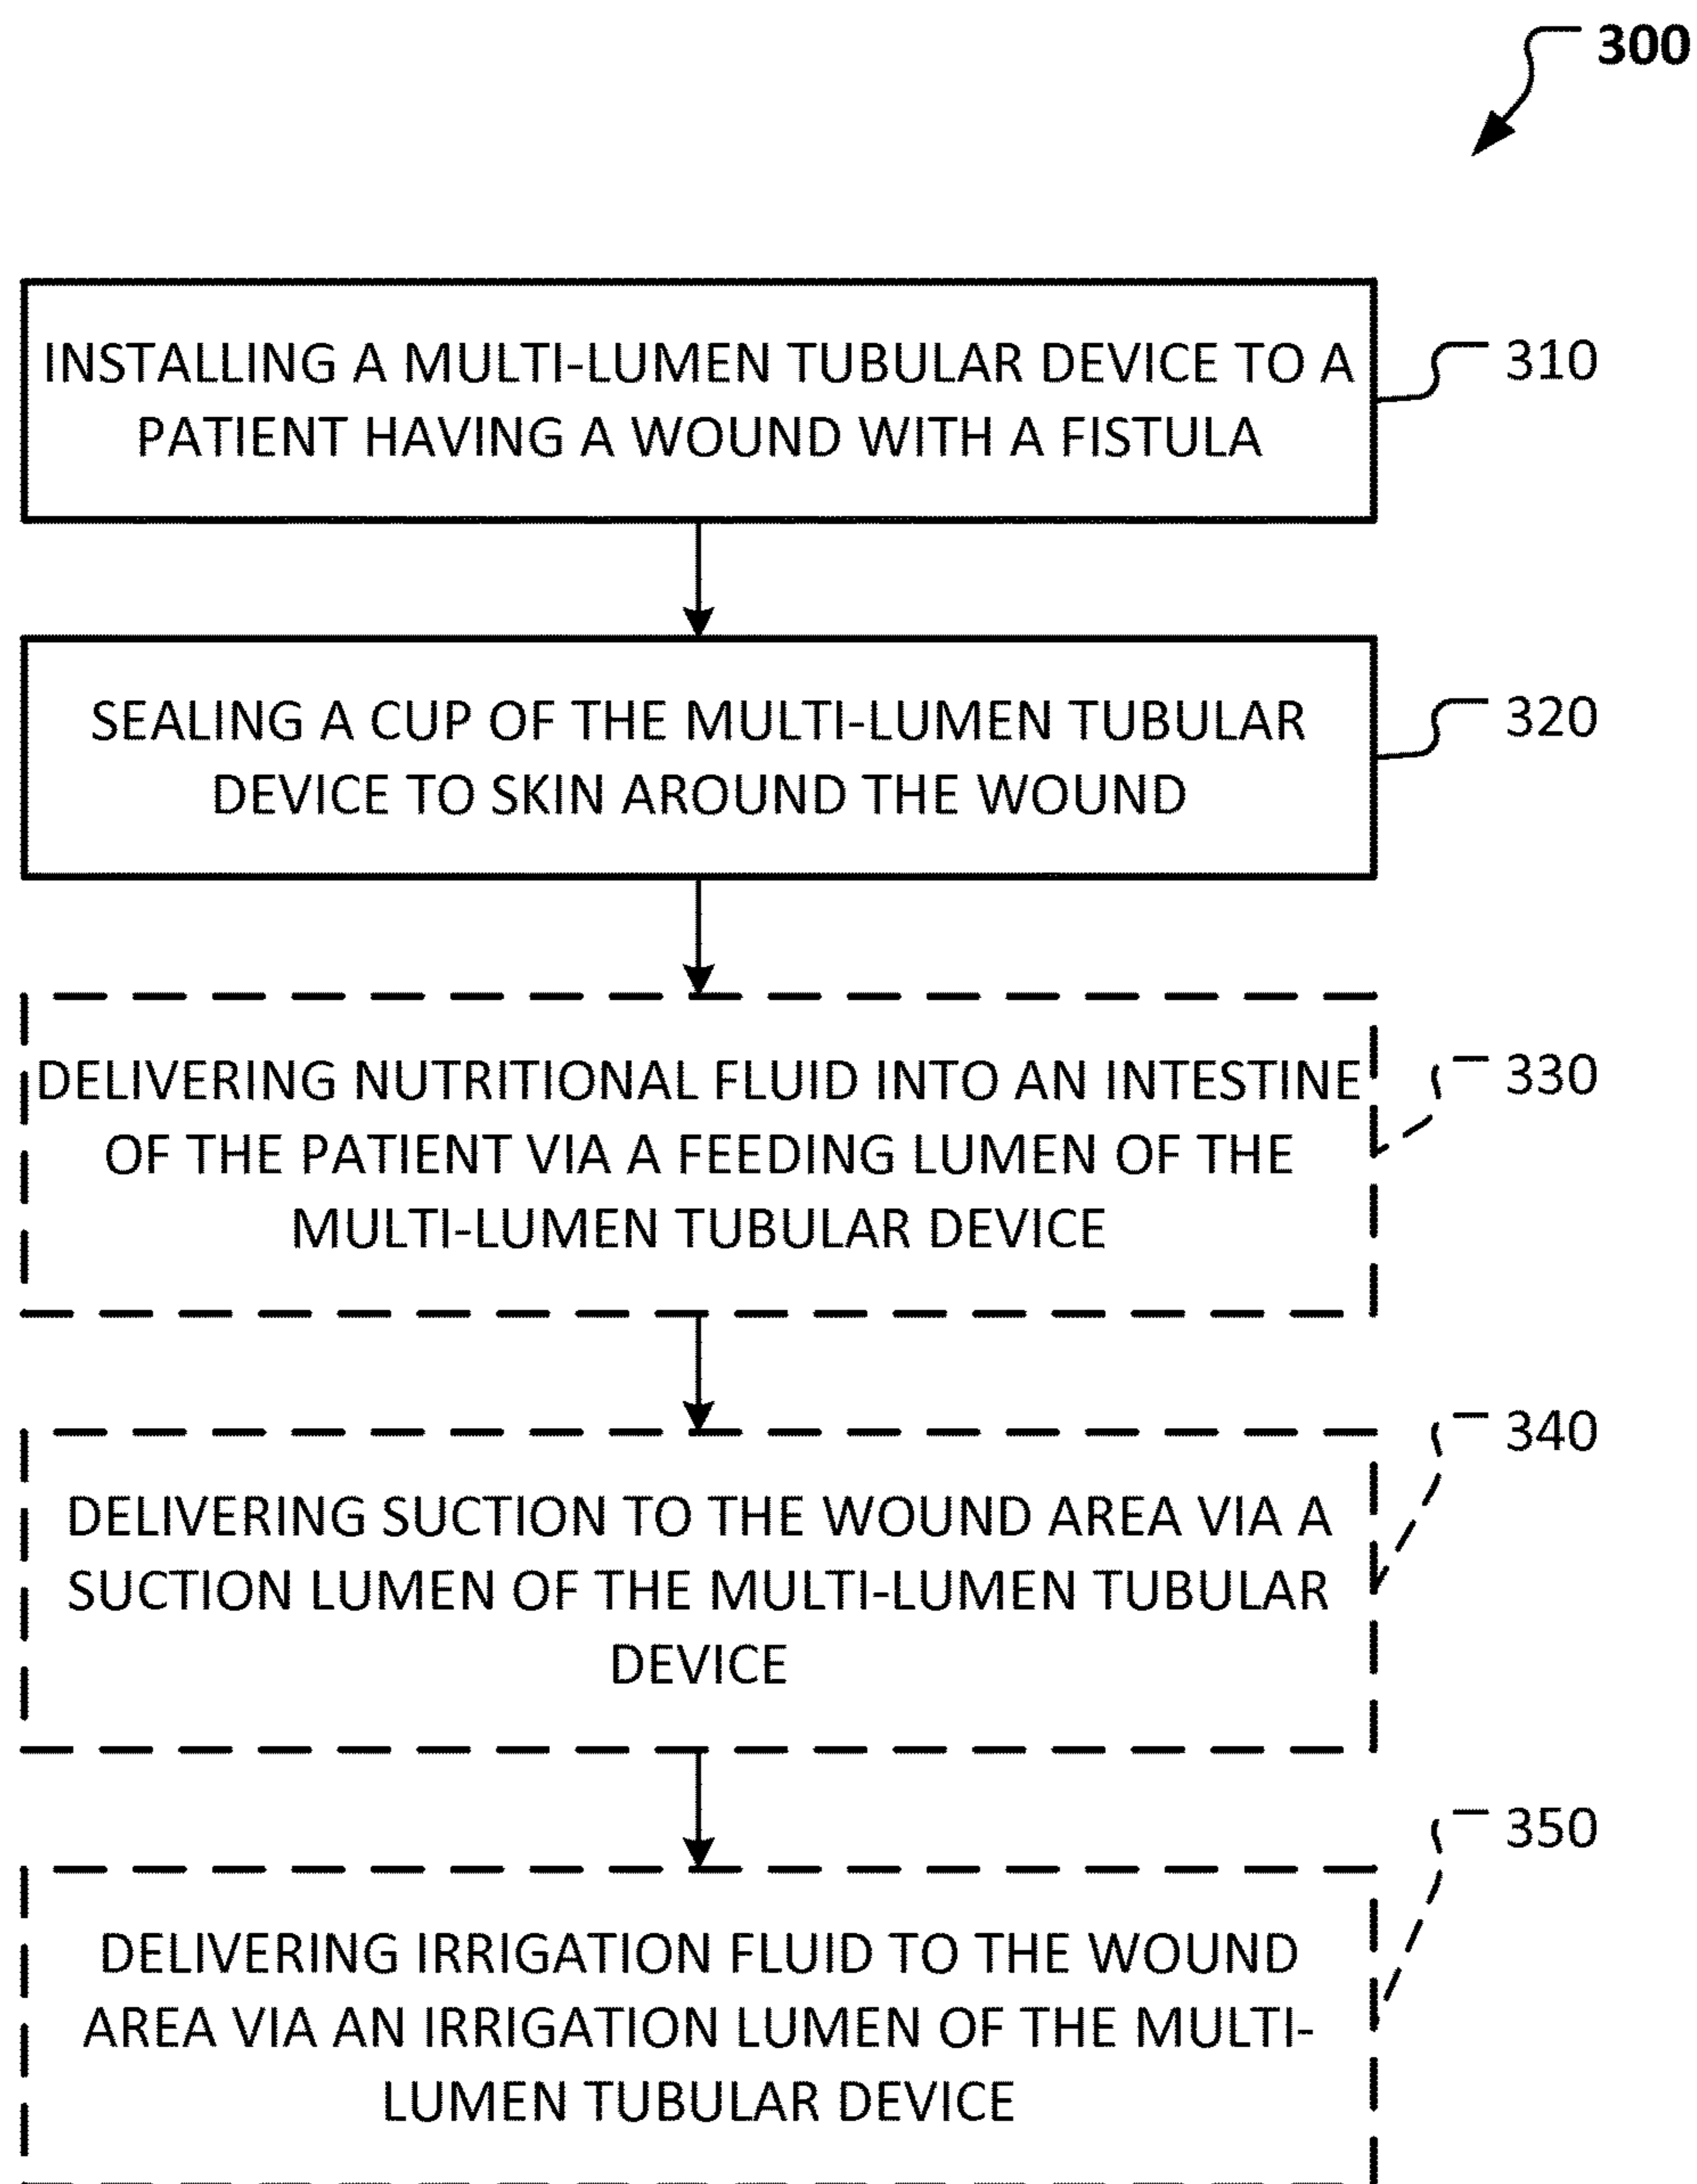 300
INSTALLING A MULTI-LUMEN TUBULAR DEVICE TO A
PATIENT HAVING A WOUND WITH A FISTULA
310
SEALING A CUP OF THE MULTI-LUMEN TUBULAR
DEVICE TO SKIN AROUND THE WOUND
320
DELIVERING NUTRITIONAL FLUID INTO AN INTESTINE
OF THE PATIENT VIA A FEEDING LUMEN OF THE
MULTI-LUMEN TUBULAR DEVICE
330
DELIVERING SUCTION TO THE WOUND AREA VIA A
SUCTION LUMEN OF THE MULTI-LUMEN TUBULAR
DEVICE
340
DELIVERING IRRIGATION FLUID TO THE WOUND
AREA VIA AN IRRIGATION LUMEN OF THE MULTI-
LUMEN TUBULAR DEVICE
350